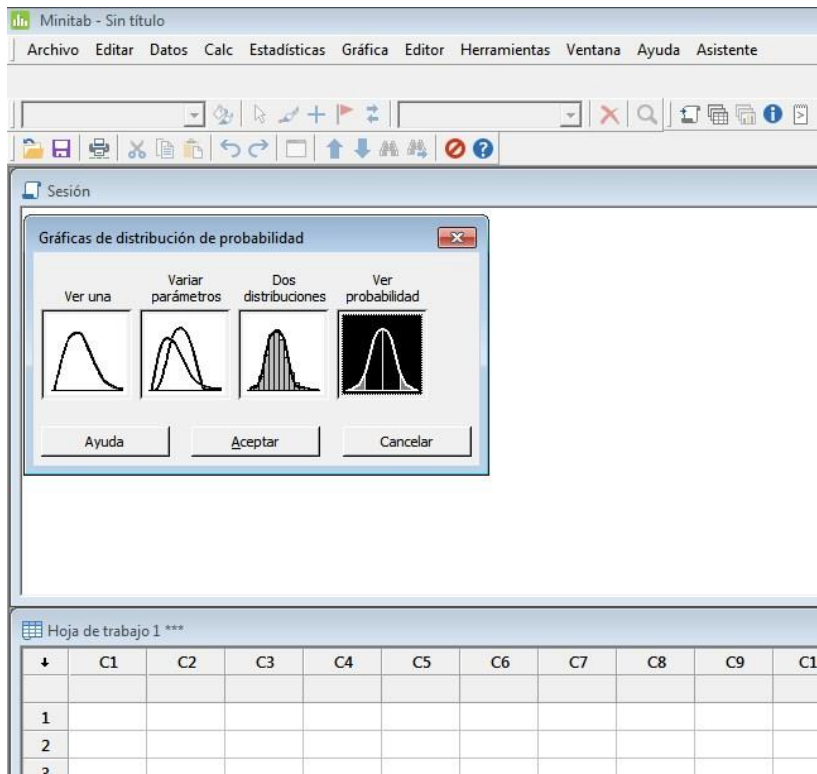 Minitab - Sin título
Archivo Editar Datos Calc Estadísticas Gráfica Editor Herramientas Ventana Ayuda Asistente
Sesión
Gráficas de distribución de probabilidad
Ver una
Variar
parámetros
Dos
distribuciones
Ver
probabilidad
Ayuda Aceptar Cancelar
Hoja de trabajo 1 ***
C1 C2 C3 C4 C5 C6 C7 C8 C9 C1
1
2
3